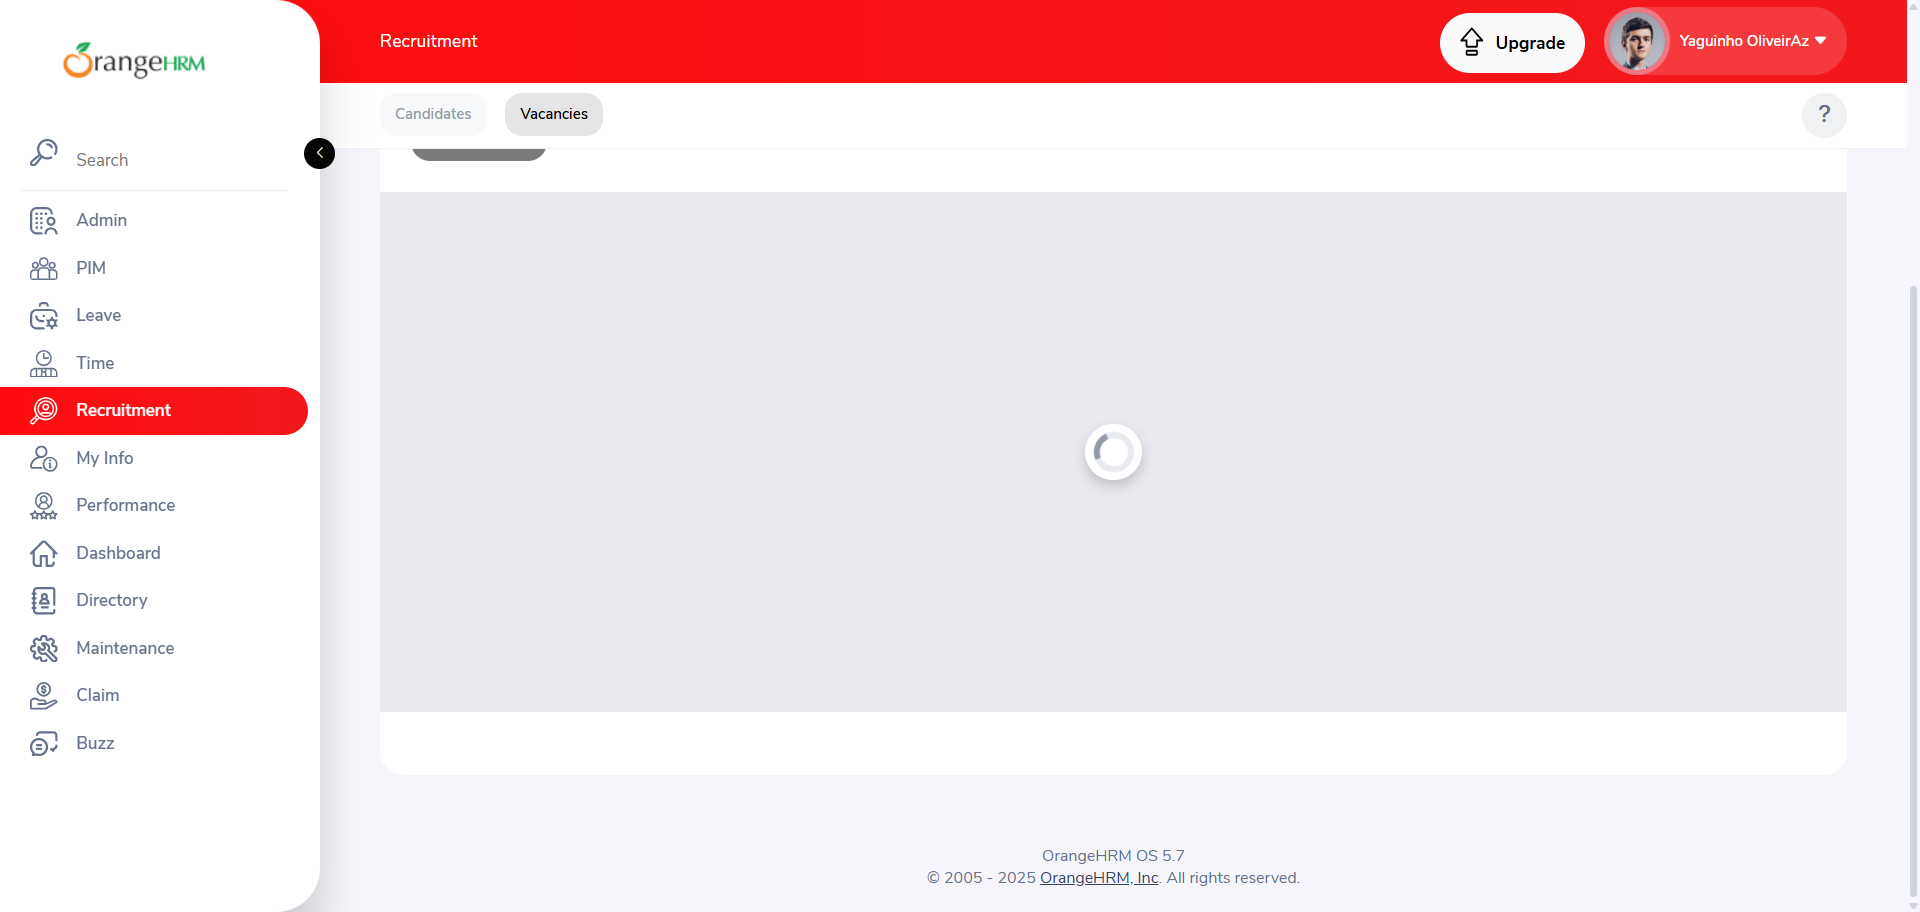 OrangeHRM
Search
Admin
PIM
Leave
Time
Recruitment
My Info
Performance
Dashboard
Directory
Maintenance
Claim
Buzz
Recruitment
Upgrade
Yaguinho OliveirAz
Candidates
Vacancies
?
OrangeHRM OS 5.7
© 2005 - 2025 OrangeHRM, Inc. All rights reserved.